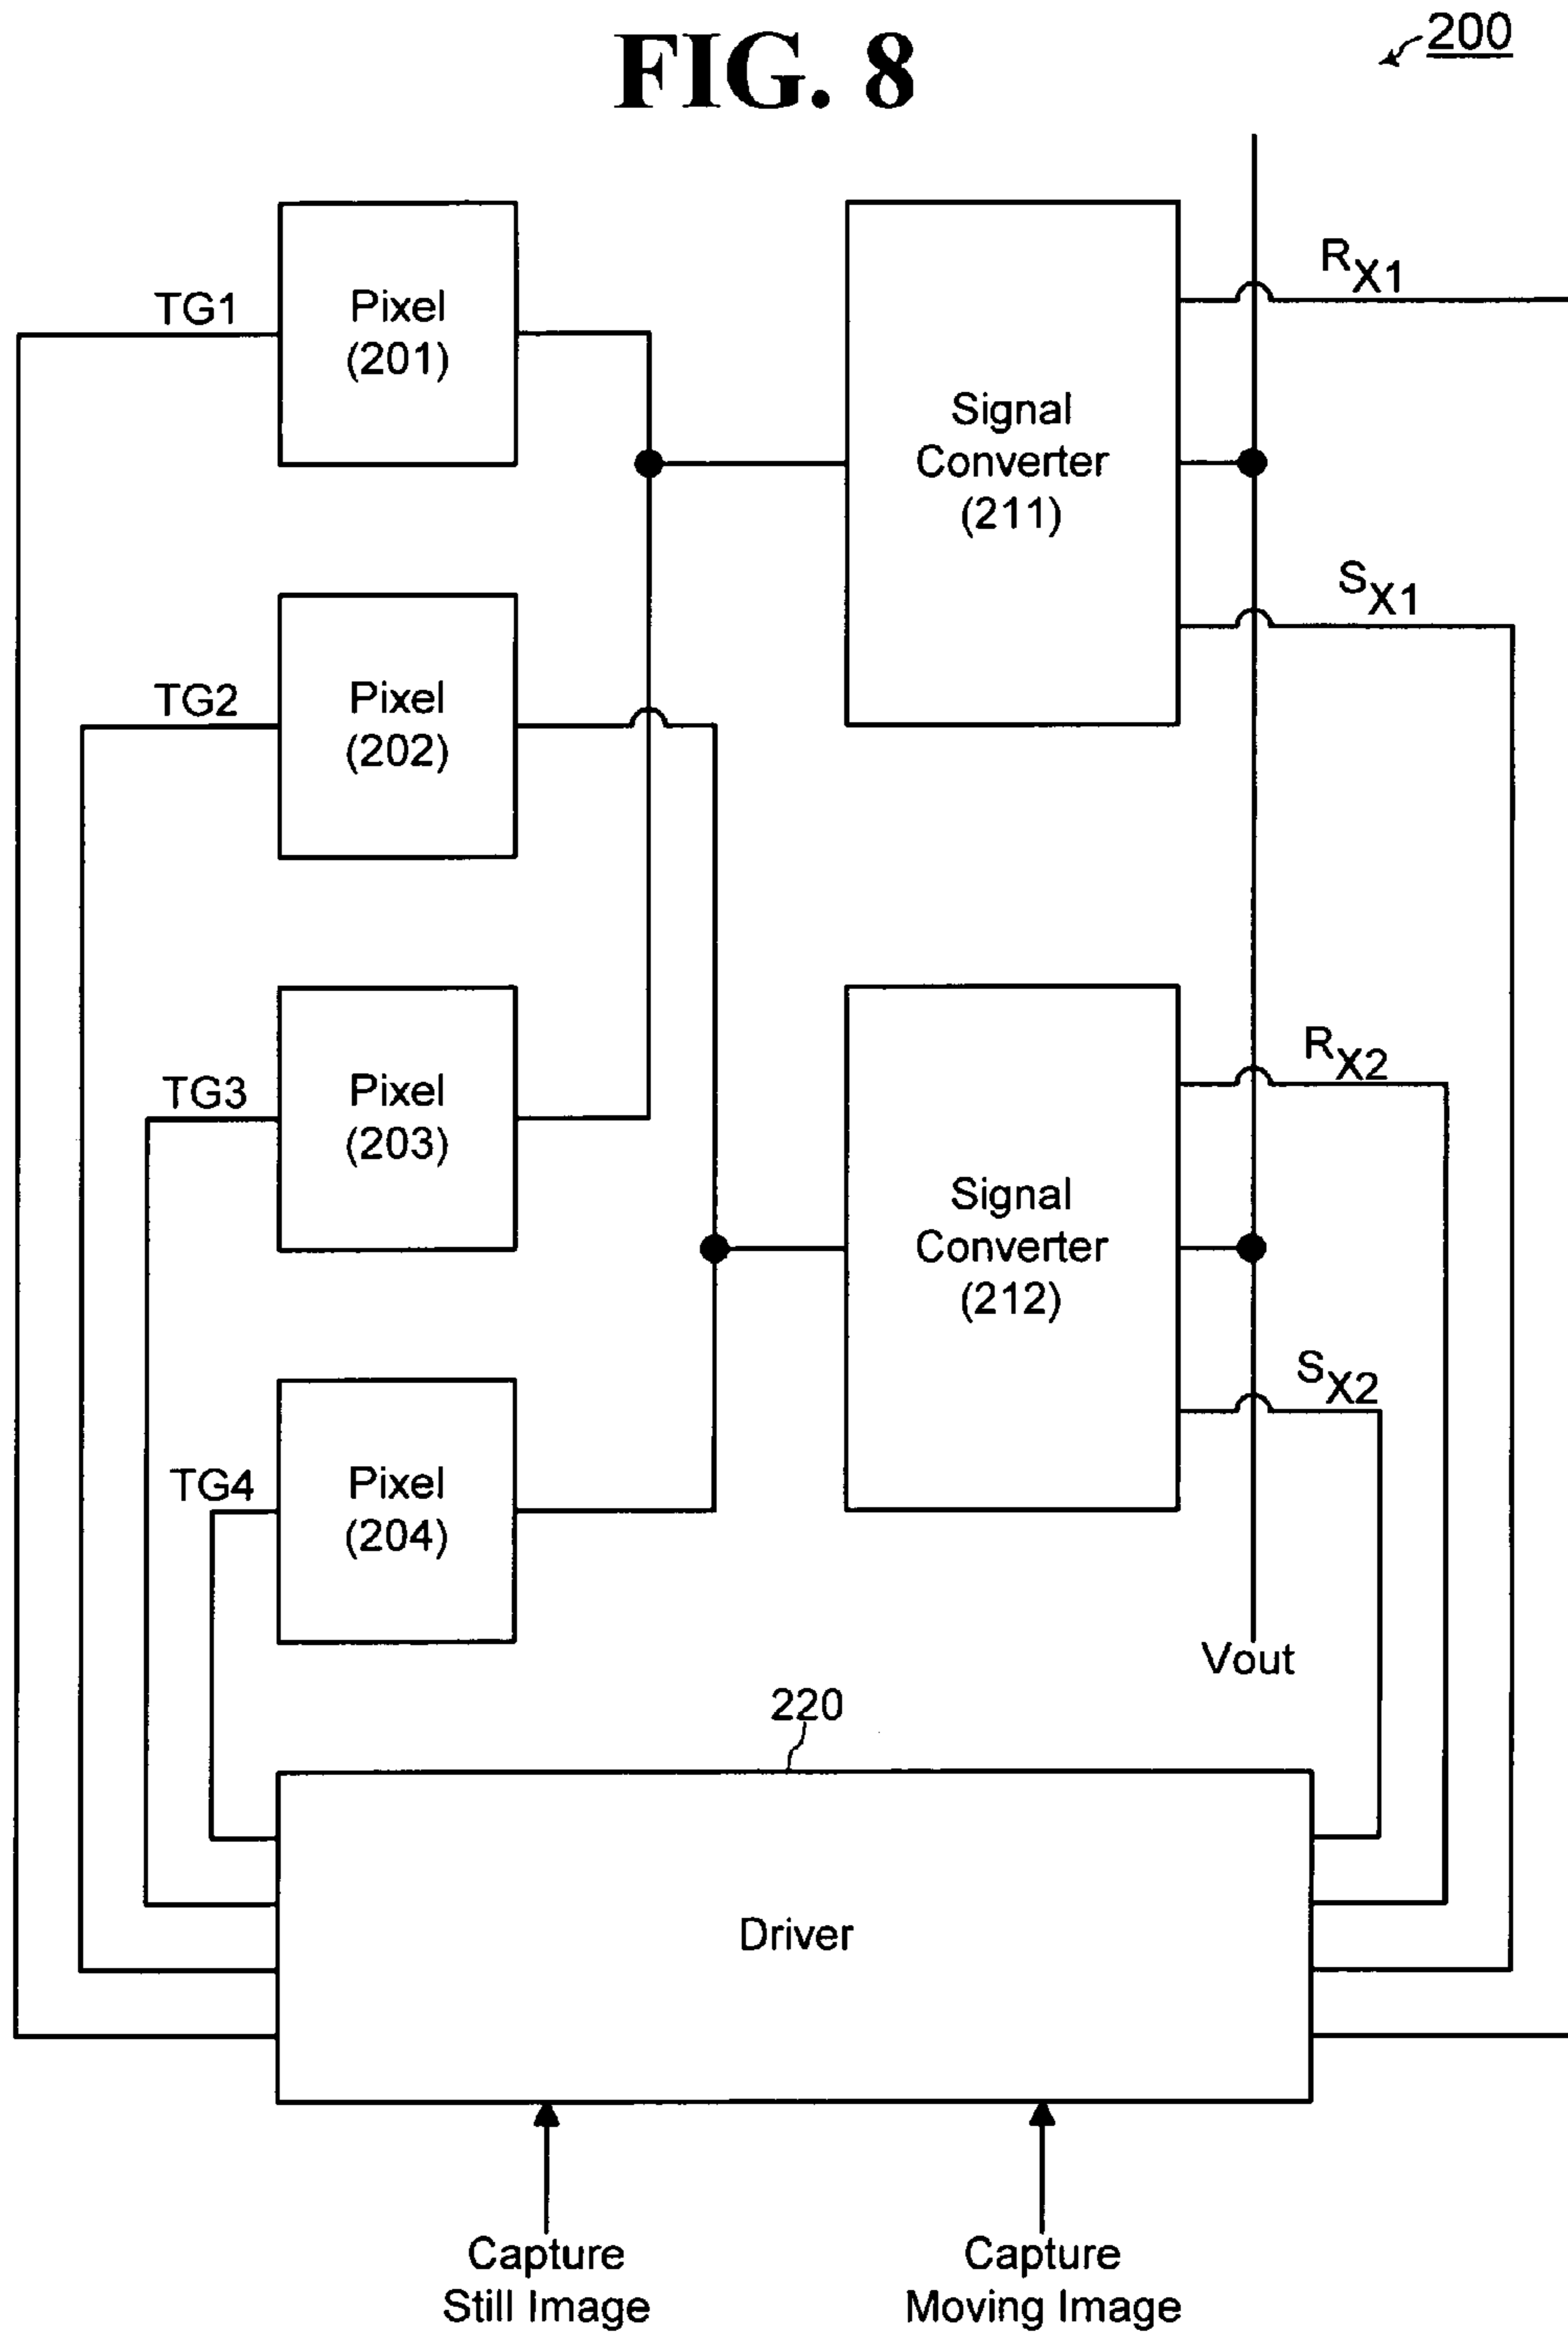 FIG. 8
200
TG1
Pixel
(201)
Signal
Converter
(211)
RX1
SX1
TG2
Pixel
(202)
TG3
Pixel
(203)
Signal
Converter
(212)
RX2
SX2
TG4
Pixel
(204)
Vout
220
Driver
Capture
Still Image
Capture
Moving Image